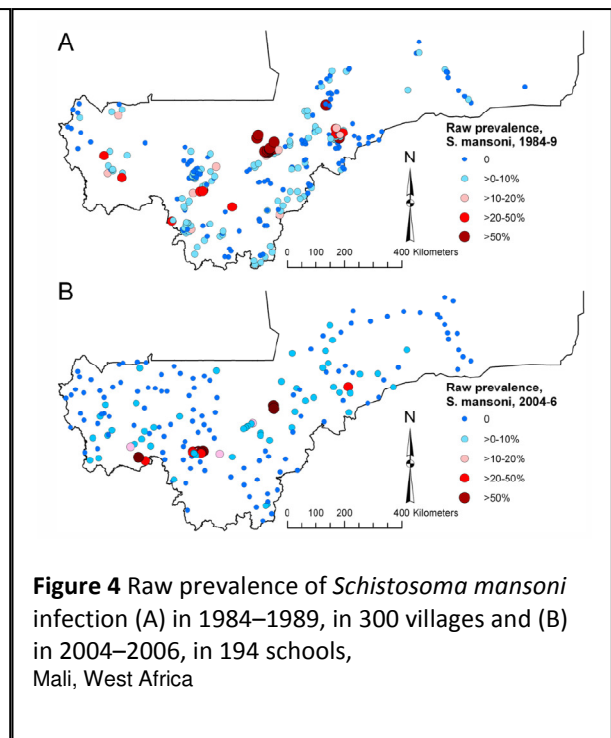 A
Raw prevalence,
S. mansoni, 1984-9
0
>0-10%
>10-20%
>20-50%
>50%
N
0 100 200 400 Kilometers
B
Raw prevalence,
S. mansoni, 2004-6
0
>0-10%
>10-20%
>20-50%
>50%
N
0 100 200 400 Kilometers
Figure 4 Raw prevalence of Schistosoma mansoni
infection (A) in 1984–1989, in 300 villages and (B)
in 2004–2006, in 194 schools,
Mali, West Africa